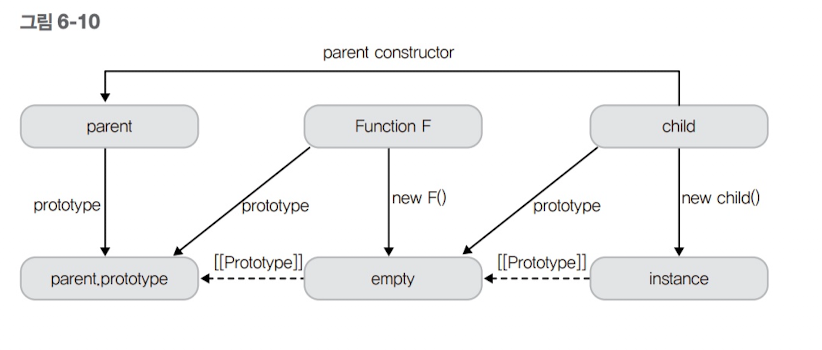 그림 6-10
parent constructor
parent
Function F
child
prototype
prototype
new F()
prototype
new child()
[[Prototype]]
[[Prototype]]
parent.prototype
empty
instance